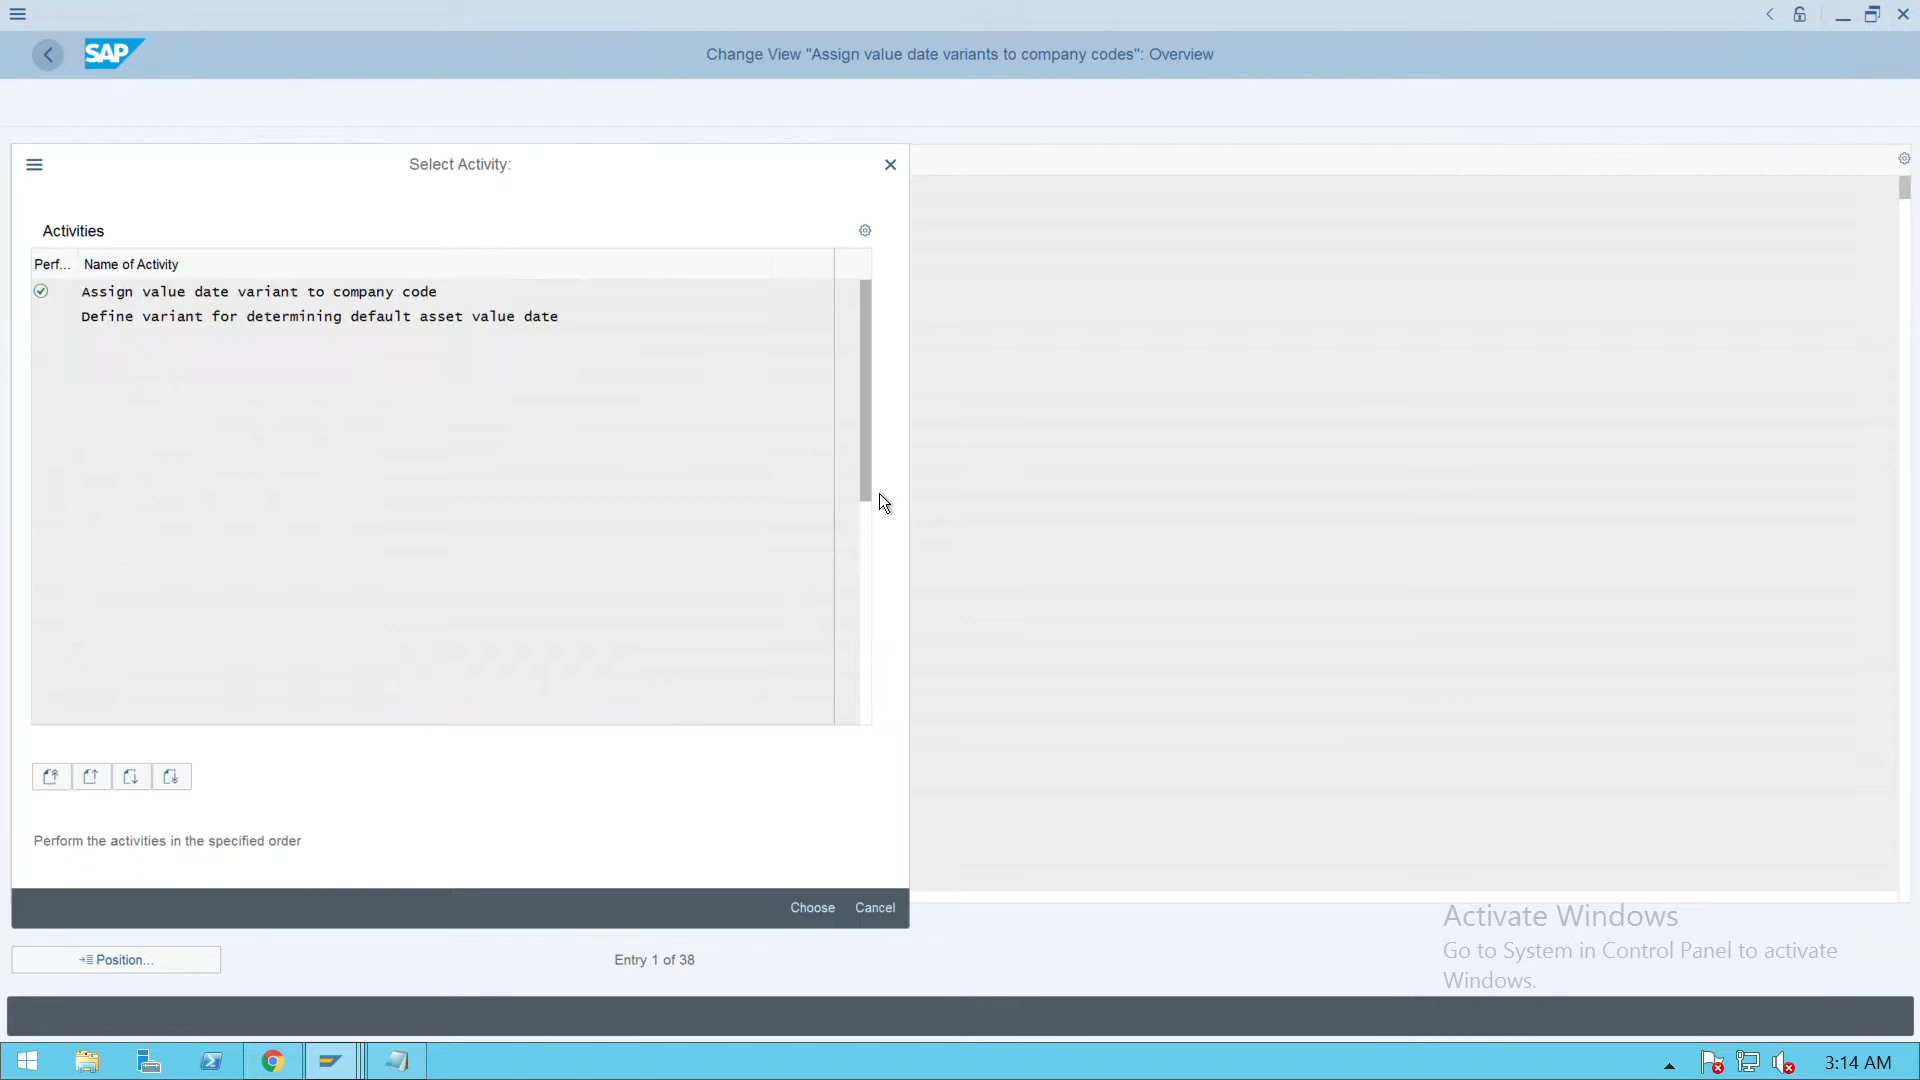 SAP
Change View "Assign value date variants to company codes": Overview
Select Activity:
Activities
Perf... Name of Activity
Assign value date variant to company code
Define variant for determining default asset value date
Perform the activities in the specified order
Choose Cancel
Position...
Entry 1 of 38
Activate Windows
Go to System in Control Panel to activate
Windows.
3:14 AM